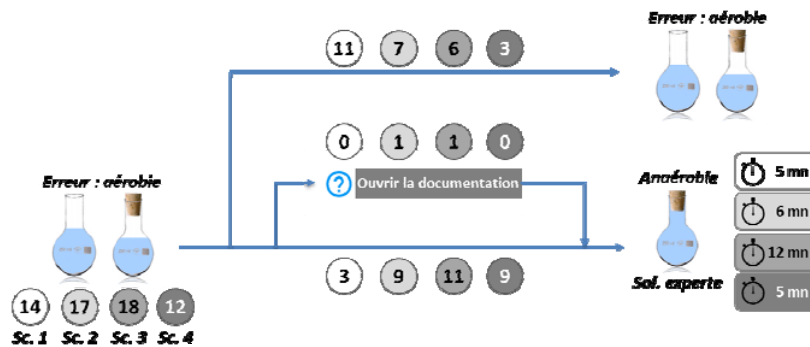 Erreur : aérobie
11 7 6 3
0 1 1 0
Ouvrir la documentation
Erreur : aérobie
Anaérobie
5 mn
6 mn
12 mn
5 mn
Sol. experte
3 9 11 9
14 17 18 12
Sc. 1 Sc. 2 Sc. 3 Sc. 4